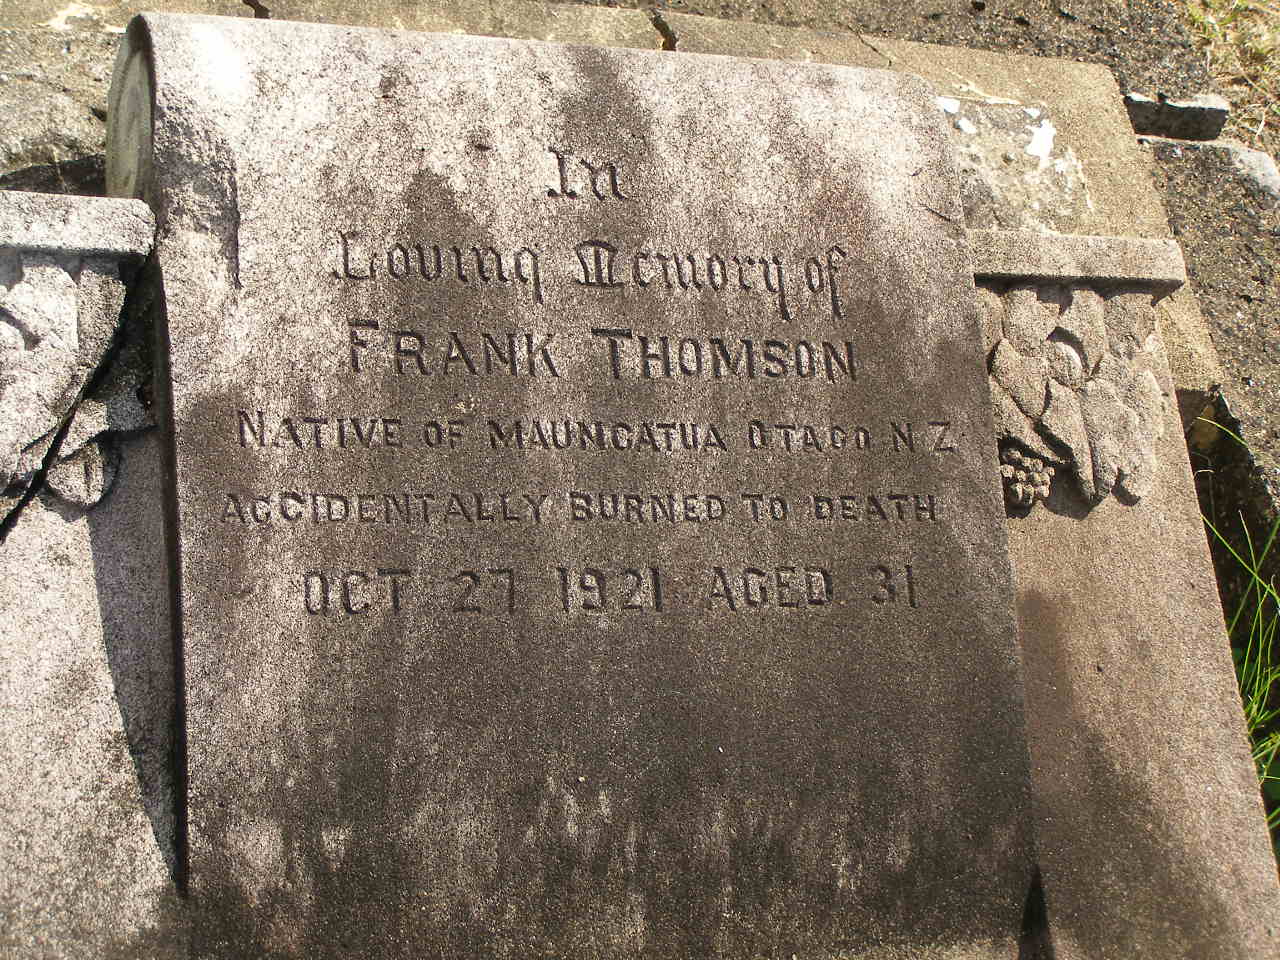 In
Loving Memory of
FRANK THOMSON
NATIVE OF MAUNGATUA OTAGO N Z.
ACCIDENTALLY BURNED TO DEATH
OCT 27 1921 AGED 31